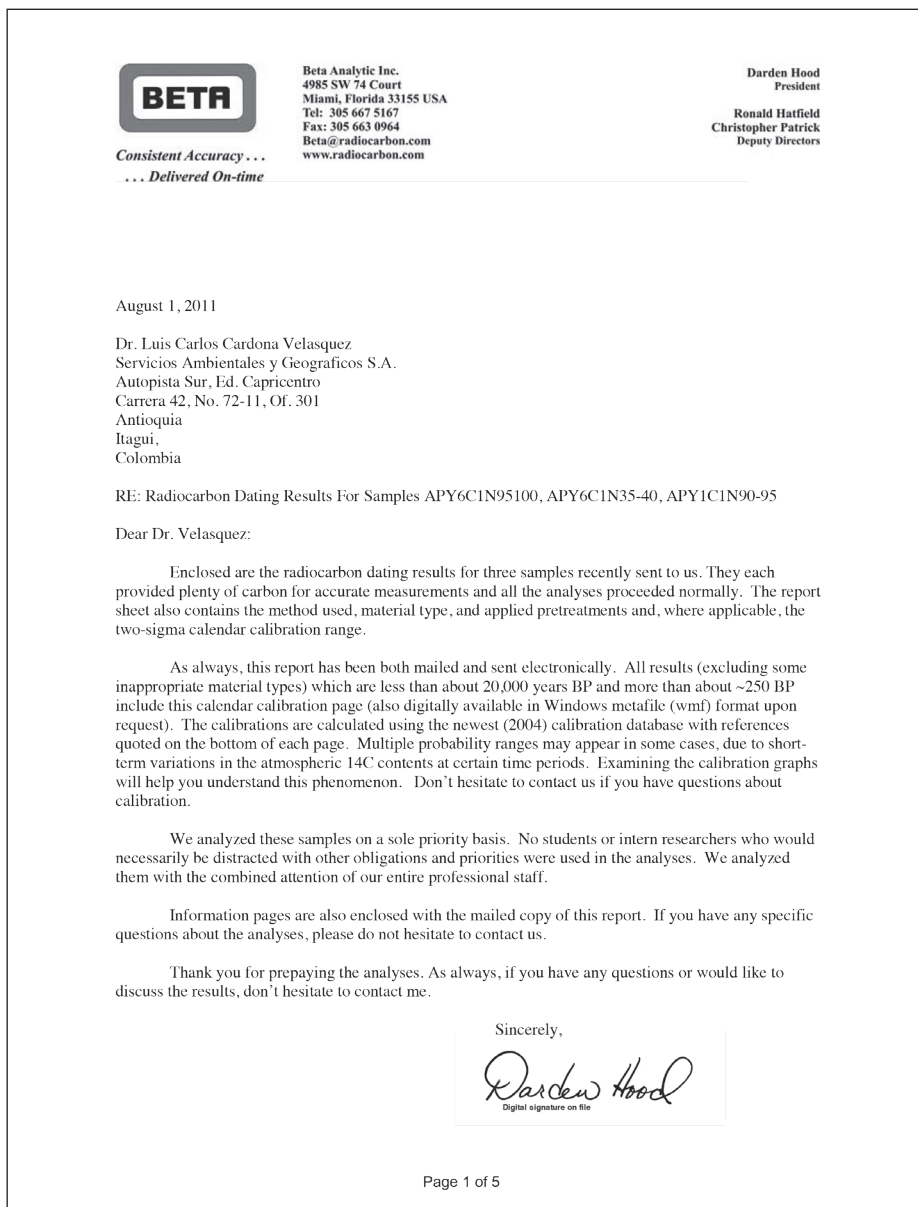 BETA
Consistent Accuracy . . .
. . . Delivered On-time
Beta Analytic Inc.
4985 SW 74 Court
Miami, Florida 33155 USA
Tel: 305 667 5167
Fax: 305 663 0964
Beta@radiocarbon.com
www.radiocarbon.com
Darden Hood
President
Ronald Hatfield
Christopher Patrick
Deputy Directors
August 1, 2011
Dr. Luis Carlos Cardona Velasquez
Servicios Ambientales y Geograficos S.A.
Autopista Sur, Ed. Capricentro
Carrera 42, No. 72-11, Of. 301
Antioquia
Itagui,
Colombia
RE: Radiocarbon Dating Results For Samples APY6C1N95100, APY6C1N35-40, APY1C1N90-95
Dear Dr. Velasquez:
Enclosed are the radiocarbon dating results for three samples recently sent to us. They each
provided plenty of carbon for accurate measurements and all the analyses proceeded normally. The report
sheet also contains the method used, material type, and applied pretreatments and, where applicable, the
two-sigma calendar calibration range.
As always, this report has been both mailed and sent electronically. All results (excluding some
inappropriate material types) which are less than about 20,000 years BP and more than about ~250 BP
include this calendar calibration page (also digitally available in Windows metafile (wmf) format upon
request). The calibrations are calculated using the newest (2004) calibration database with references
quoted on the bottom of each page. Multiple probability ranges may appear in some cases, due to short-
term variations in the atmospheric 14C contents at certain time periods. Examining the calibration graphs
will help you understand this phenomenon. Don't hesitate to contact us if you have questions about
calibration.
We analyzed these samples on a sole priority basis. No students or intern researchers who would
necessarily be distracted with other obligations and priorities were used in the analyses. We analyzed
them with the combined attention of our entire professional staff.
Information pages are also enclosed with the mailed copy of this report. If you have any specific
questions about the analyses, please do not hesitate to contact us.
Thank you for prepaying the analyses. As always, if you have any questions or would like to
discuss the results, don't hesitate to contact me.
Sincerely,
Darden Hood
Digital signature on file
Page 1 of 5